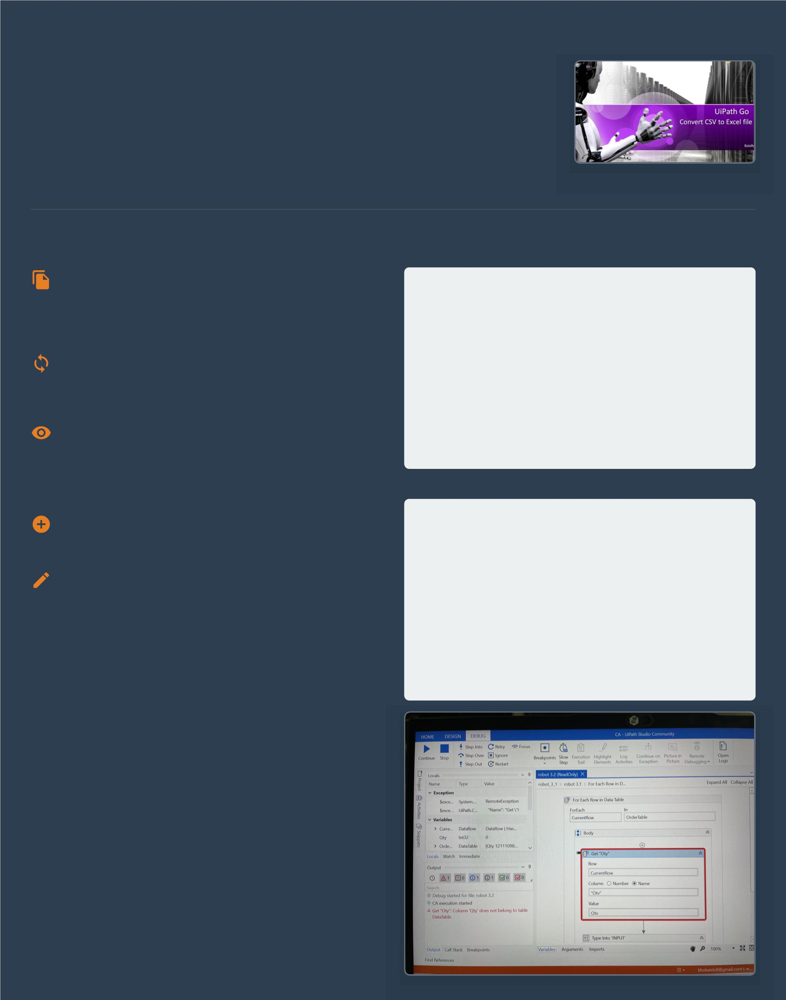 UiPath Go
Convert CSV to Excel file
HOME DESIGN DEBUG
CA - UiPath Studio Community
Continue Stop
Step Into Retry Focus
Step Over Ignore
Step Out Restart
Breakpoints Slow Step Execution Trail Highlight Elements Log Activities Continue on Exception Picture in Picture Remote Debugging Open Logs
Project
Activities
Snippets
Locals
Name Type Value
Exception
$exce... System.... RemoteException
$exce... UiPath.C... "Name": "Get \"(
Variables
Curre... DataRow DataRow ( Has...
Qty Int32 0
Orde... DataTable [Qty 12111098...
Locals Watch Immediate
Output
1 0 1 1 0 0
Search
Debug started for file: robot 3.2
CA execution started
Get "Qty": Column 'Qty' does not belong to table
DataTable.
Output Call Stack Breakpoints
Find References
robot 3.2 (ReadOnly)
robot_3_1 > robot 3.1 > For Each Row in D...
Expand All Collapse All
For Each Row in Data Table
ForEach In
CurrentRow OrderTable
Body
Get "Qty"
Row
CurrentRow
Column Number Name
"Qty"
Value
Qty
Type Into 'INPUT'
Variables Arguments Imports
100%
khokaixin8@gmail.com's w...